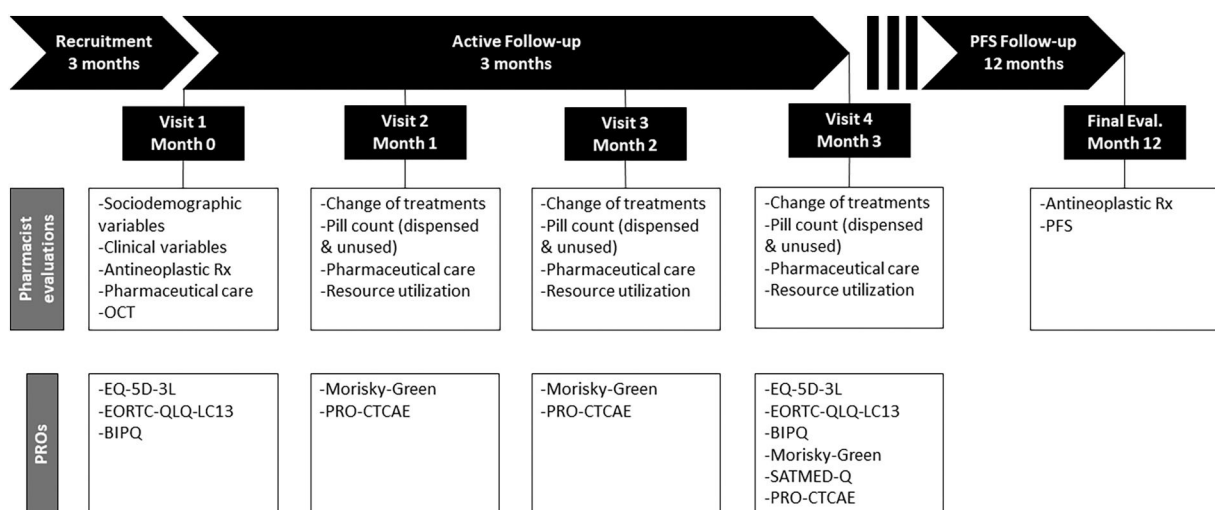 Recruitment
3 months
Active Follow-up
3 months
PFS Follow-up
12 months
Visit 1
Month 0
Visit 2
Month 1
Visit 3
Month 2
Visit 4
Month 3
Final Eval.
Month 12
Pharmacist
evaluations
-Sociodemographic
variables
-Clinical variables
-Antineoplastic Rx
-Pharmaceutical care
-OCT
-Change of treatments
-Pill count (dispensed
& unused)
-Pharmaceutical care
-Resource utilization
-Change of treatments
-Pill count (dispensed
& unused)
-Pharmaceutical care
-Resource utilization
-Change of treatments
-Pill count (dispensed
& unused)
-Pharmaceutical care
-Resource utilization
-Antineoplastic Rx
-PFS
PROs
-EQ-5D-3L
-EORTC-QLQ-LC13
-BIPQ
-Morisky-Green
-PRO-CTCAE
-Morisky-Green
-PRO-CTCAE
-EQ-5D-3L
-EORTC-QLQ-LC13
-BIPQ
-Morisky-Green
-SATMED-Q
-PRO-CTCAE